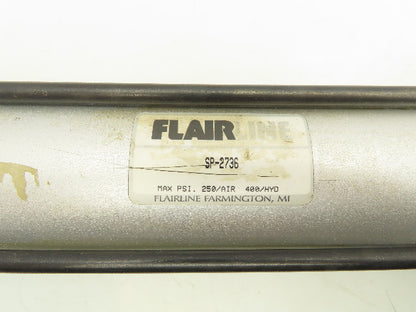 FLAIRLINE
SP-2736
MAX PSI. 250/AIR 400/HYD
FLAIRLINE FARMINGTON, MI